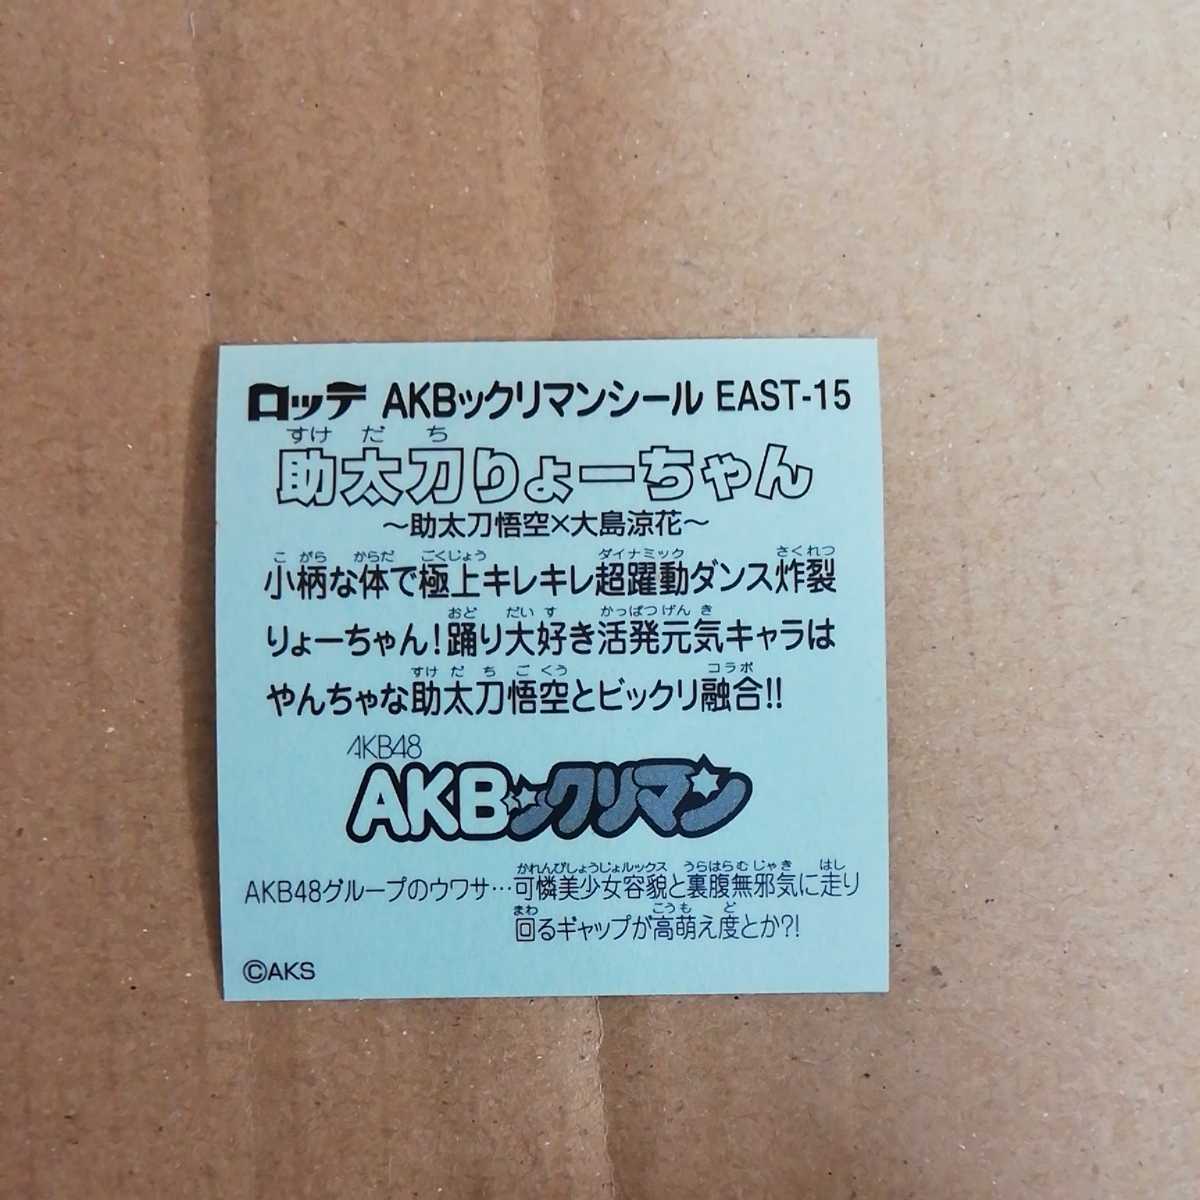 ロッテ AKBックリマンシール EAST-15
すけ だ ち
助太刀りょーちゃん
～助太刀悟空×大島涼花～
こ がら からだ ごくじょう ダイナミック さくれつ
小柄な体で極上キレキレ超躍動ダンス炸裂
おど だい す かっぱつげん き
りょーちゃん!踊り大好き活発元気キャラは
すけ だ ち ご くう コラボ
やんちゃな助太刀悟空とビックリ融合!!
AKB48
AKBックリマン
かれんびしょうじょルックス うらはらむじゃき はし
AKB48グループのウワサ…可憐美少女容貌と裏腹無邪気に走り
まわ こうも ど
回るギャップが高萌え度とか?!
©AKS